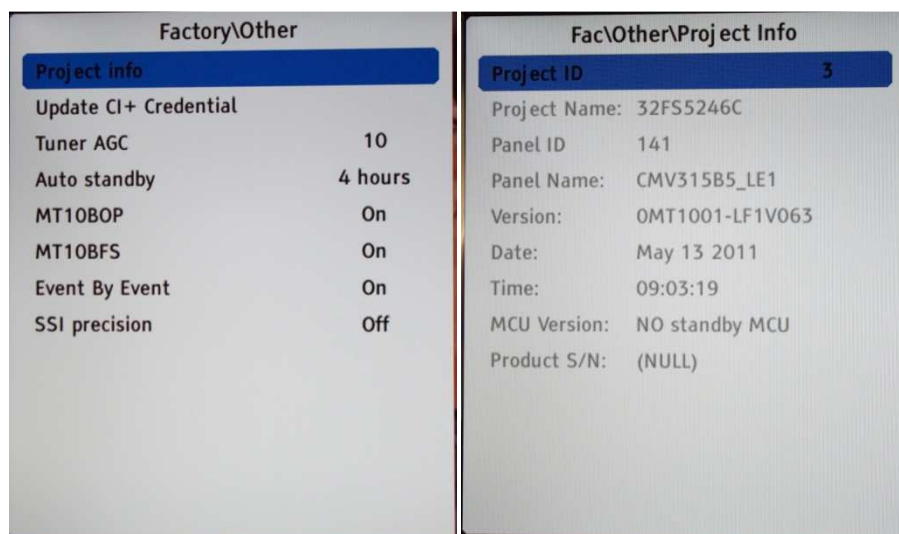 Factory\Other
Project info
Update CI+ Credential
Tuner AGC 10
Auto standby 4 hours
MT10BOP On
MT10BFS On
Event By Event On
SSI precision Off
Fac\Other\Project Info
Project ID 3
Project Name: 32FS5246C
Panel ID 141
Panel Name: CMV315B5_LE1
Version: 0MT1001-LF1V063
Date: May 13 2011
Time: 09:03:19
MCU Version: NO standby MCU
Product S/N: (NULL)